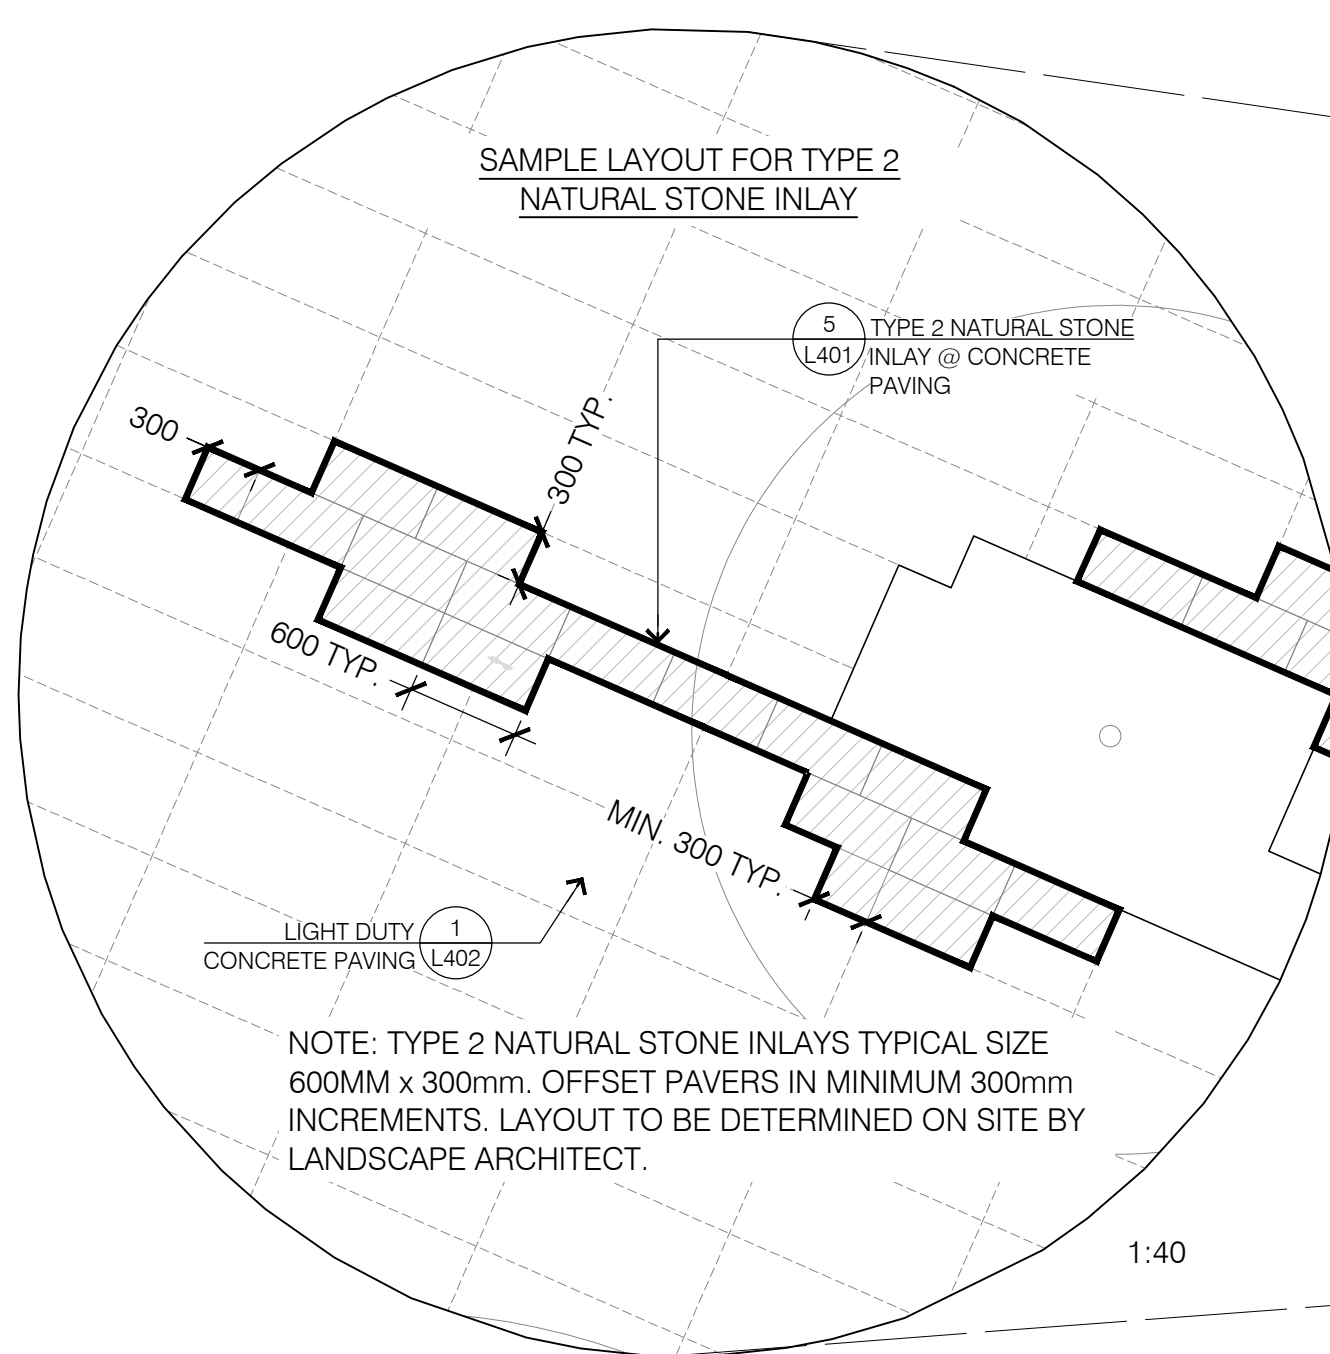 SAMPLE LAYOUT FOR TYPE 2
NATURAL STONE INLAY
5
L401
TYPE 2 NATURAL STONE
INLAY @ CONCRETE
PAVING
300
300 TYP.
600 TYP.
MIN. 300 TYP.
LIGHT DUTY
CONCRETE PAVING
1
L402
NOTE: TYPE 2 NATURAL STONE INLAYS TYPICAL SIZE
600MM x 300mm. OFFSET PAVERS IN MINIMUM 300mm
INCREMENTS. LAYOUT TO BE DETERMINED ON SITE BY
LANDSCAPE ARCHITECT.
1:40